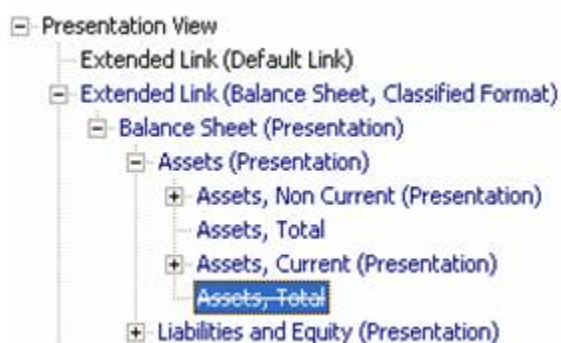 Presentation View
Extended Link (Default Link)
Extended Link (Balance Sheet, Classified Format)
Balance Sheet (Presentation)
Assets (Presentation)
Assets, Non Current (Presentation)
Assets, Total
Assets, Current (Presentation)
Assets, Total
Liabilities and Equity (Presentation)